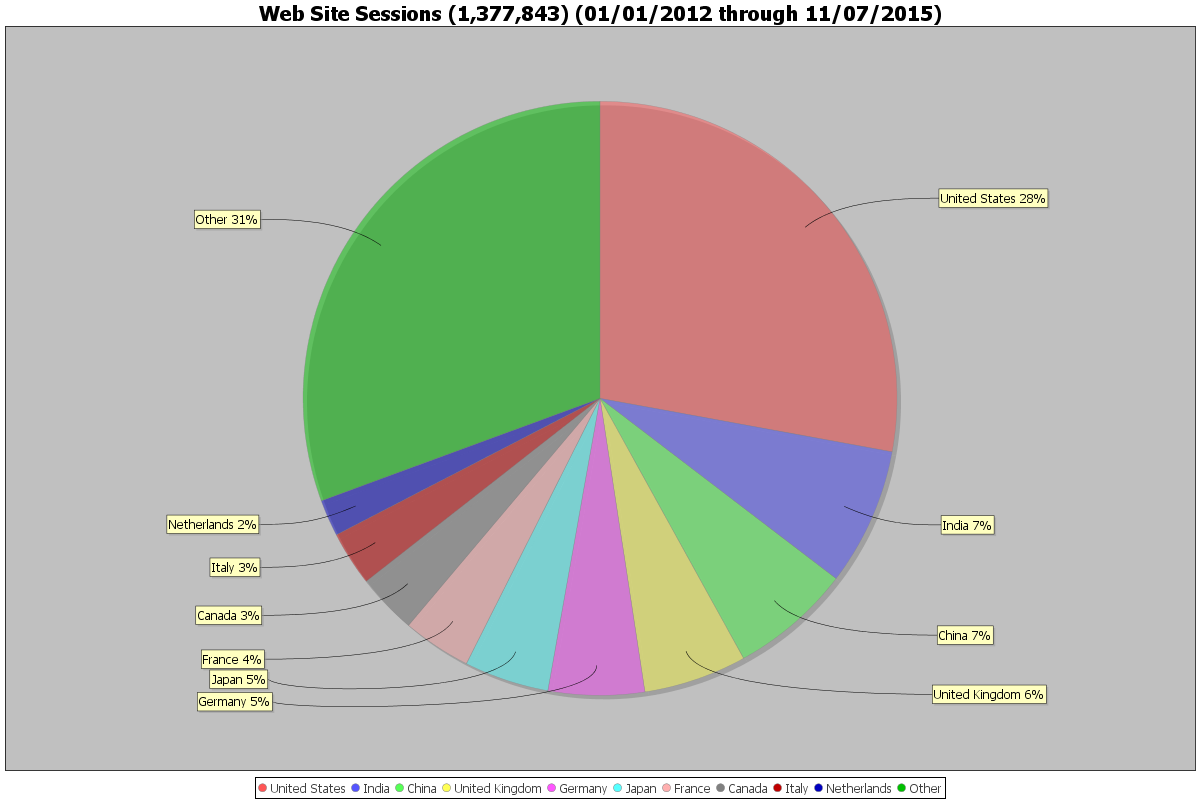 Web Site Sessions (1,377,843) (01/01/2012 through 11/07/2015)
United States 28%
Other 31%
Netherlands 2%
India 7%
Italy 3%
Canada 3%
China 7%
France 4%
Japan 5%
Germany 5%
United Kingdom 6%
United States India China United Kingdom Germany Japan France Canada Italy Netherlands Other